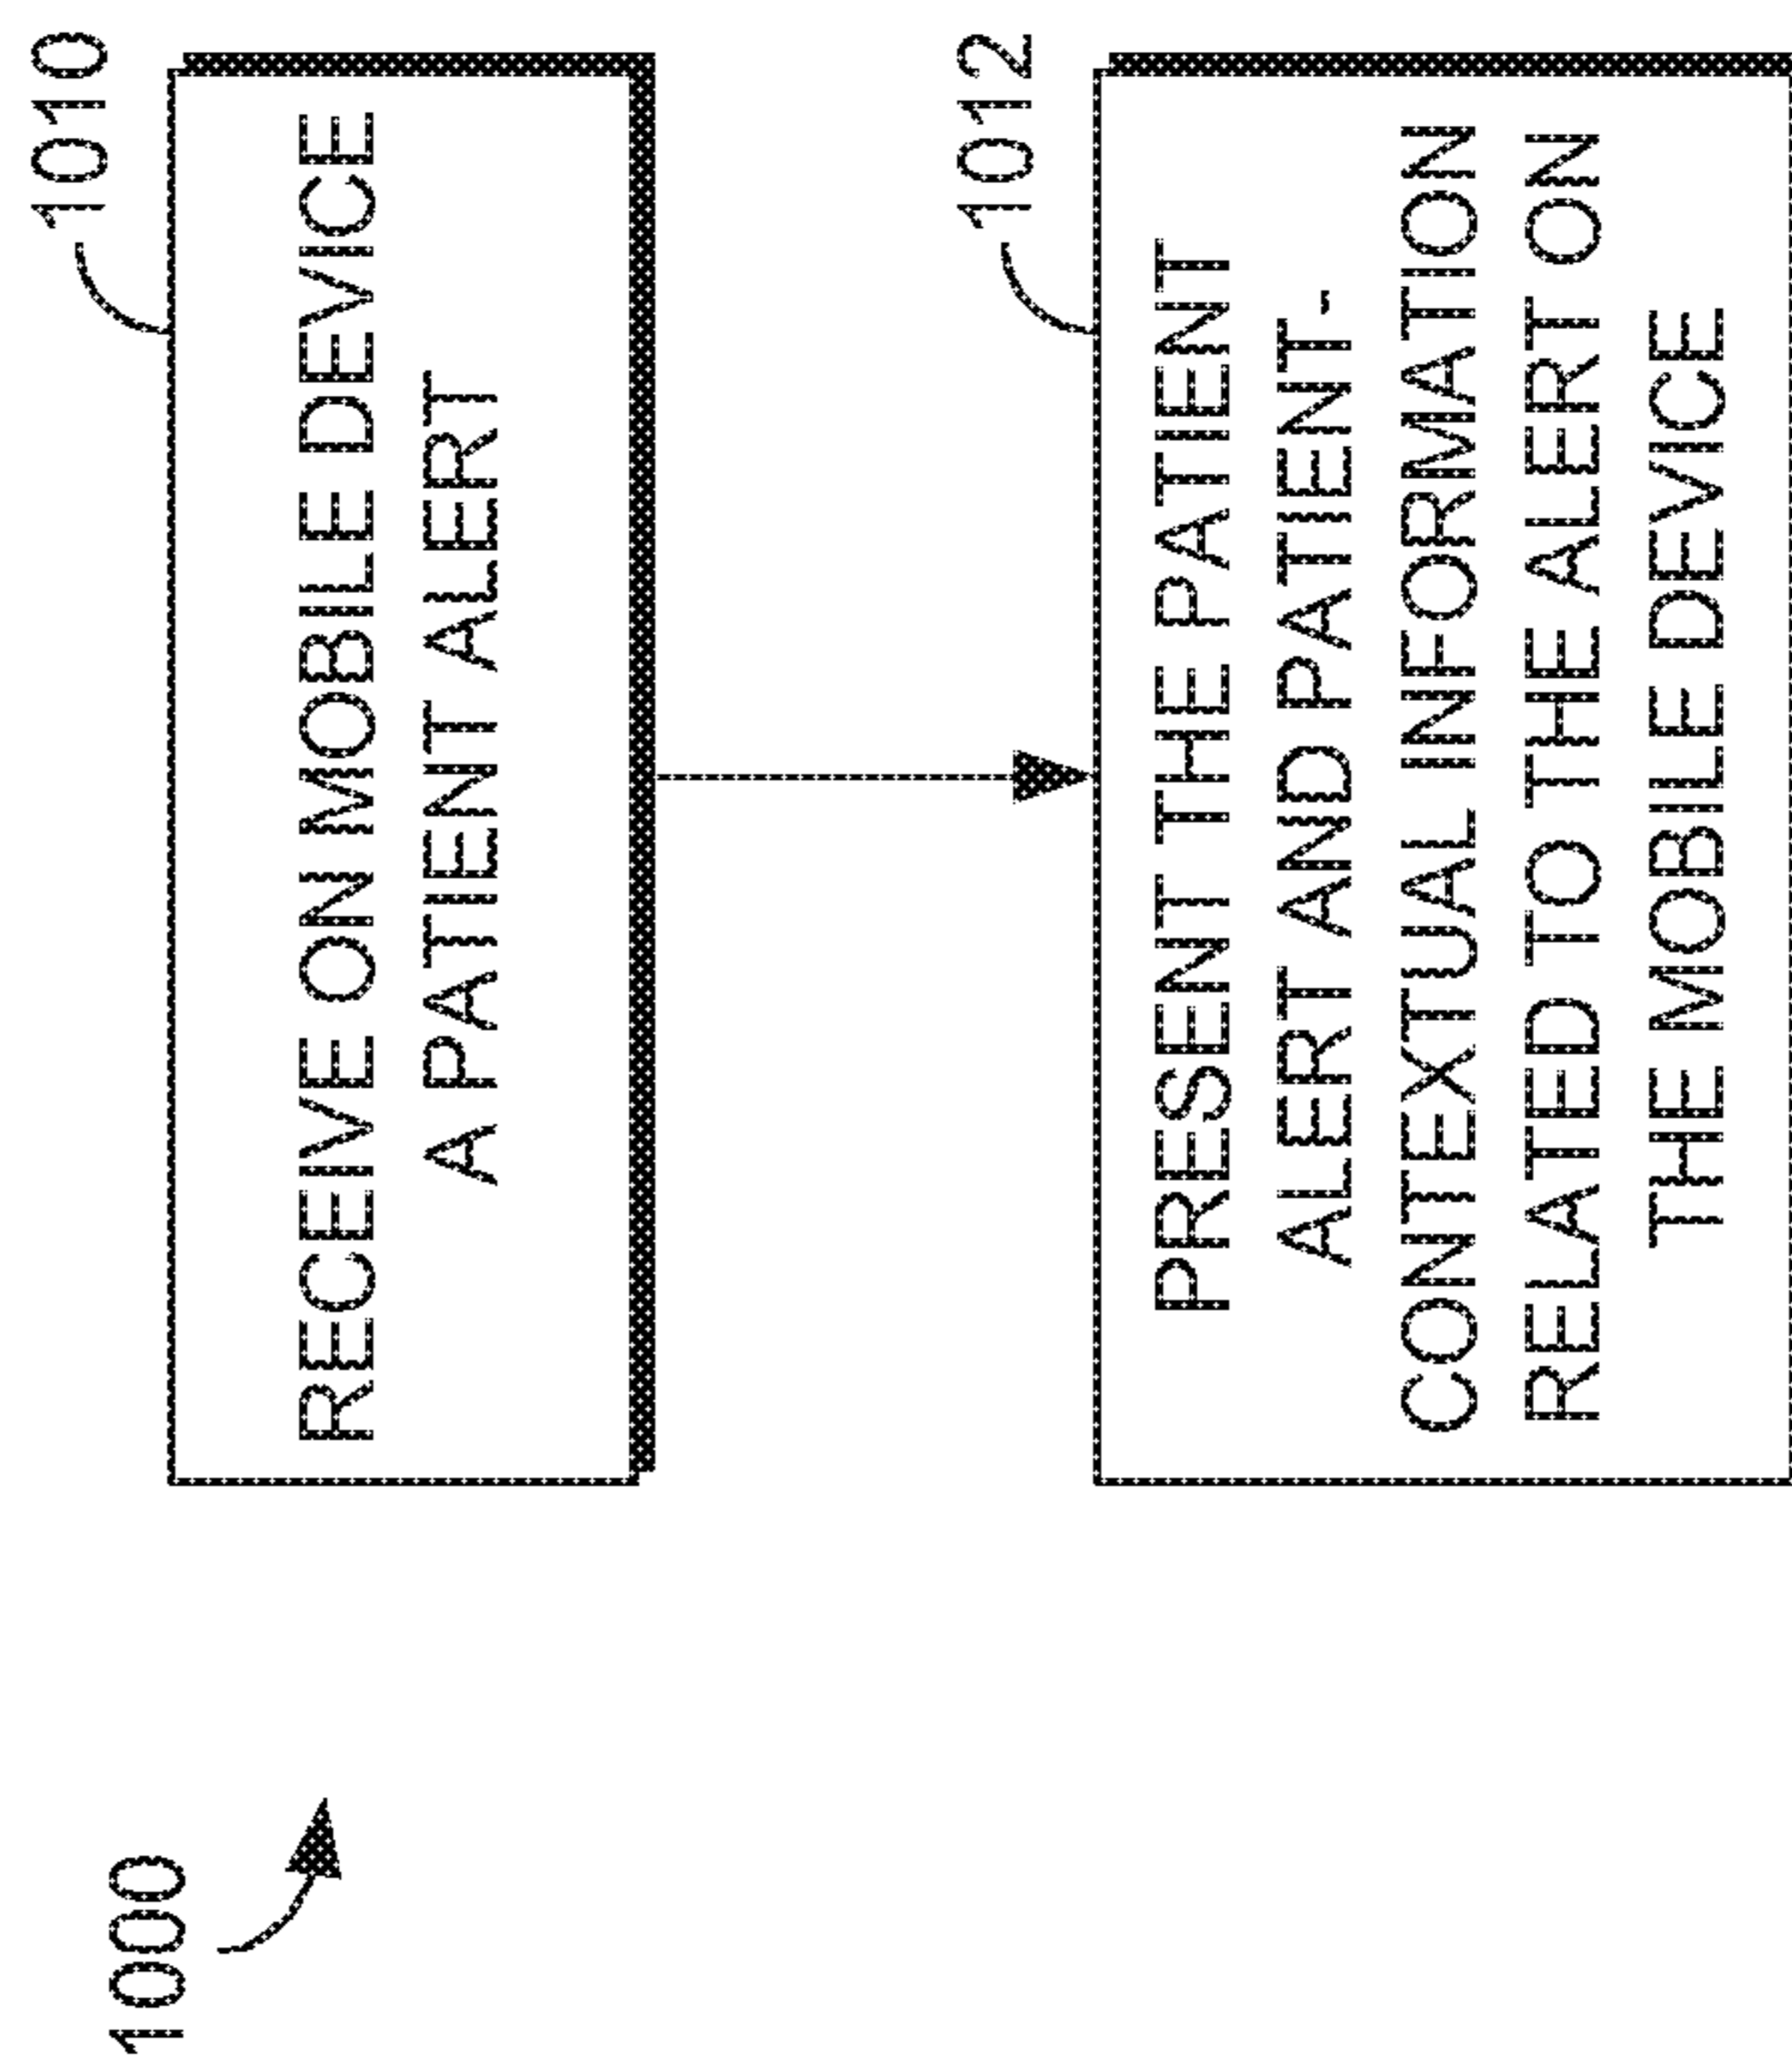 1000
1010
RECEIVE ON MOBILE DEVICE
A PATIENT ALERT
1012
PRESENT THE PATIENT
ALERT AND PATIENT-
CONTEXTUAL INFORMATION
RELATED TO THE ALERT ON
THE MOBILE DEVICE